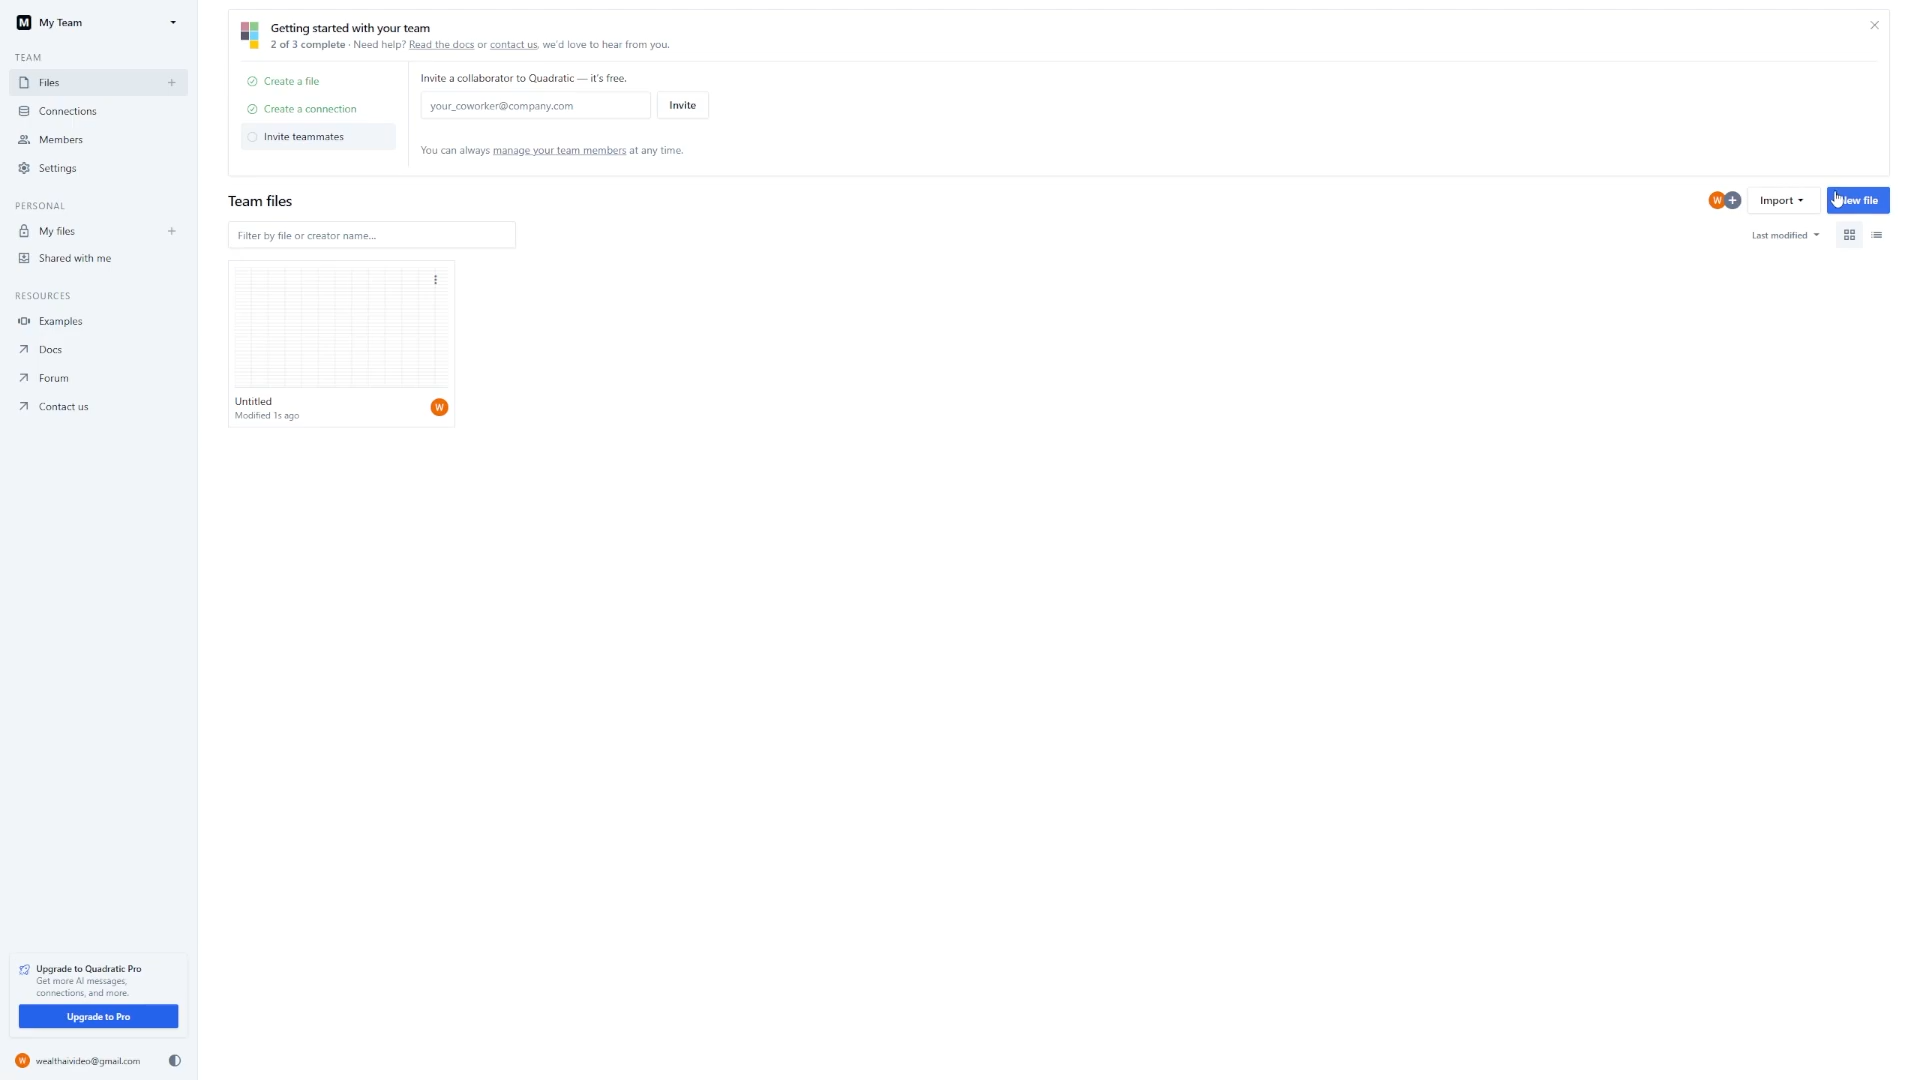 M My Team
TEAM
Files
Connections
Members
Settings
PERSONAL
My files
Shared with me
RESOURCES
Examples
Docs
Forum
Contact us
Upgrade to Quadratic Pro
Get more AI messages,
connections, and more.
Upgrade to Pro
W wealthaivideo@gmail.com
Getting started with your team
2 of 3 complete · Need help? Read the docs or contact us, we'd love to hear from you.
Create a file
Create a connection
Invite teammates
Invite a collaborator to Quadratic — it's free.
your_coworker@company.com
Invite
You can always manage your team members at any time.
Team files
W
Import
file
Filter by file or creator name...
Last modified
Untitled
Modified 1s ago
W